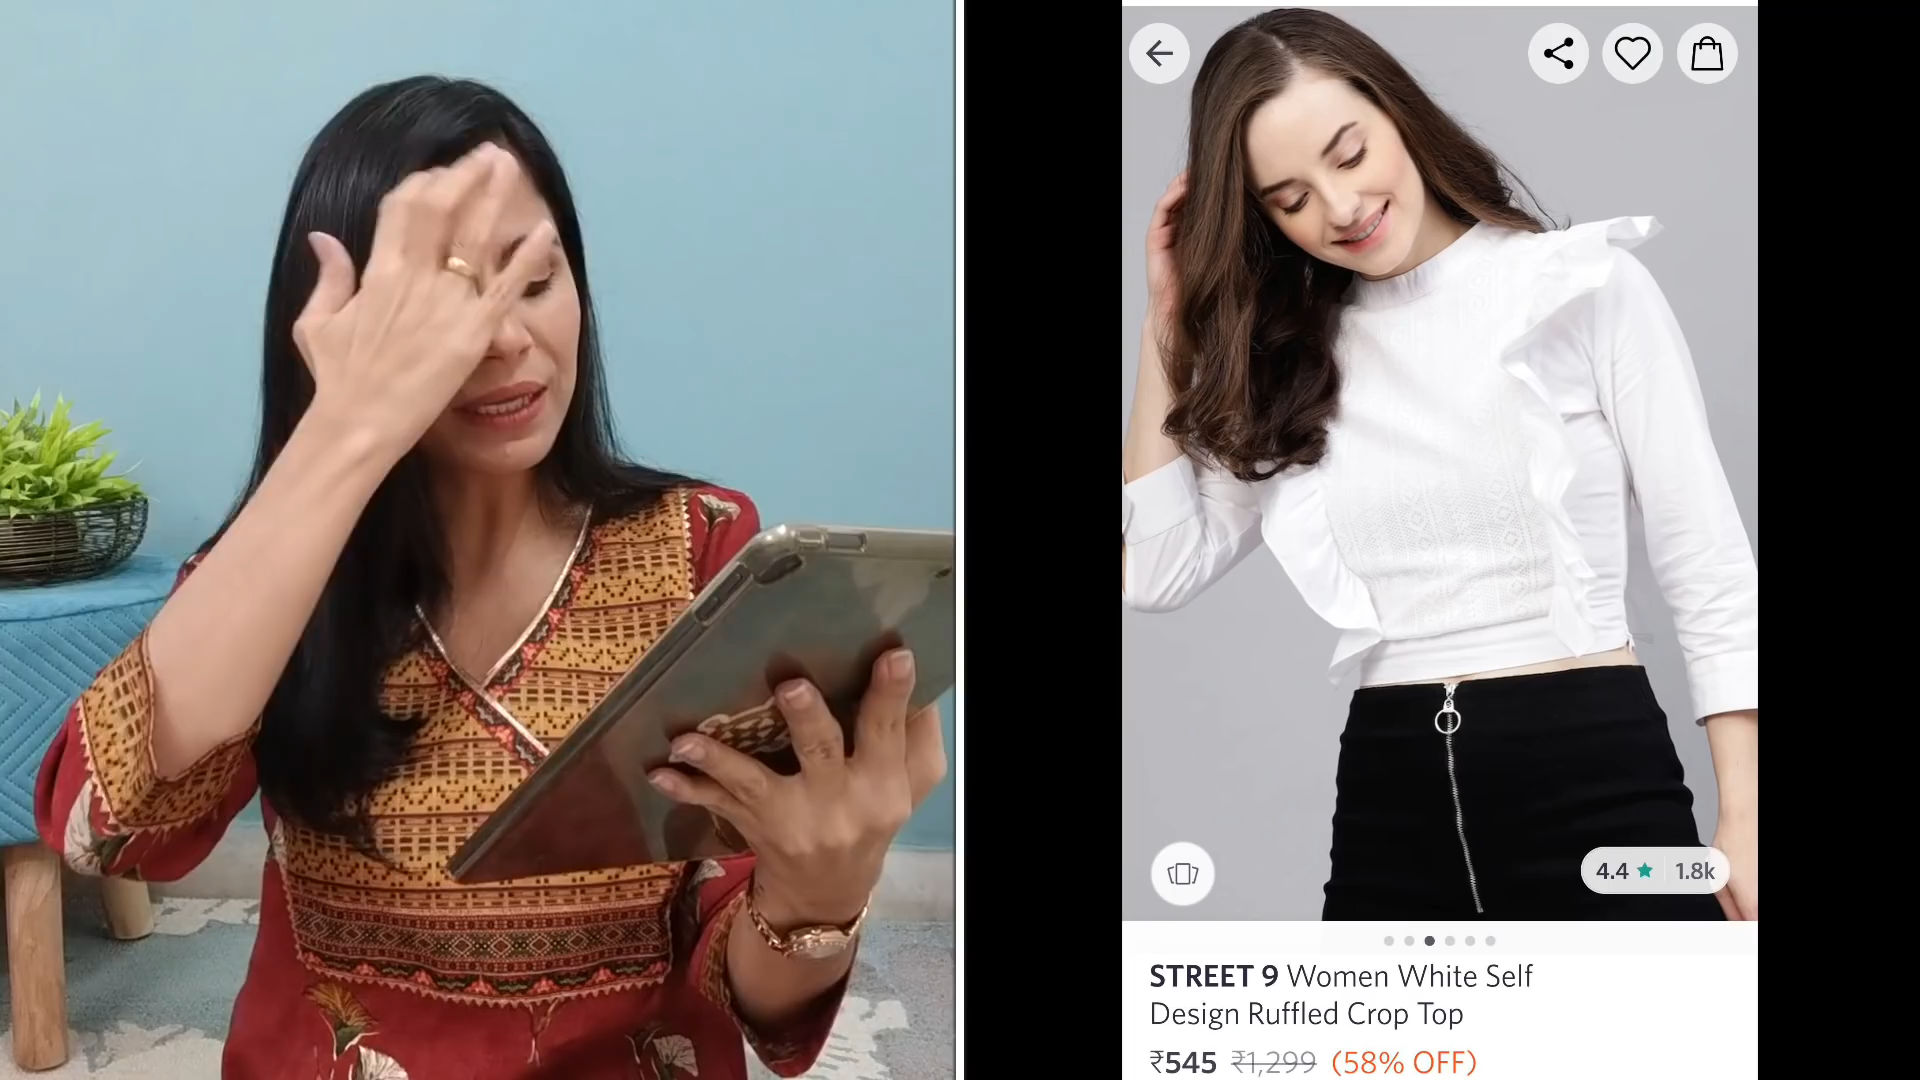 4.4 ★ | 1.8k
STREET 9 Women White Self
Design Ruffled Crop Top
₹545 ₹1,299 (58% OFF)